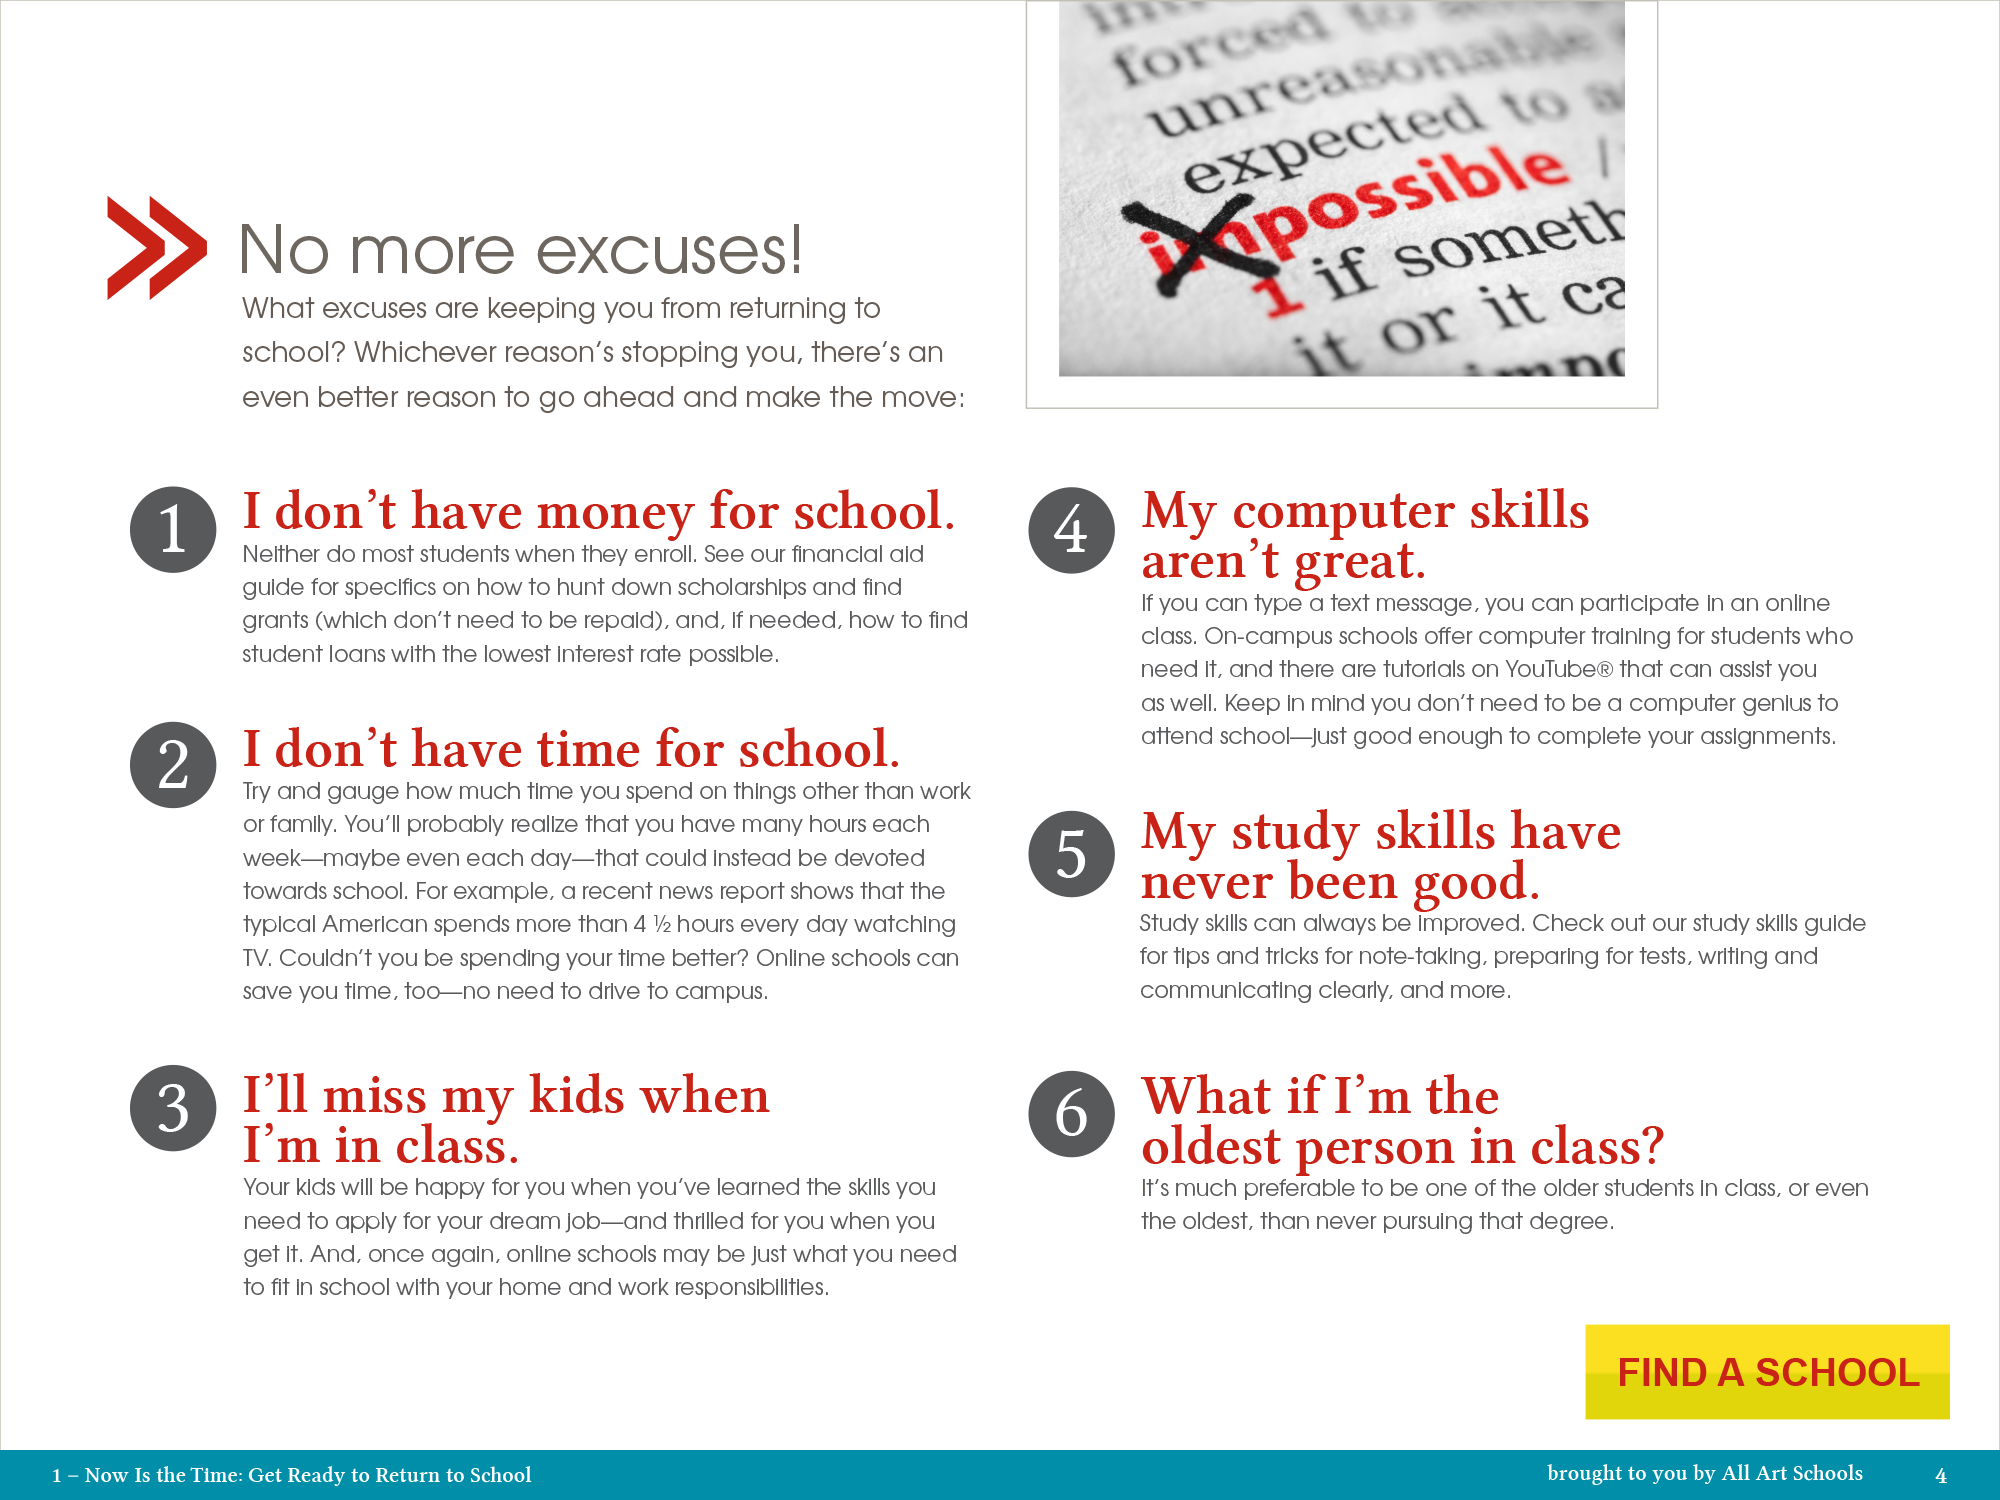 forced to
unreasonable
expected to
impossible /
1 if someth
it or it ca
impo
No more excuses!
What excuses are keeping you from returning to
school? Whichever reason’s stopping you, there’s an
even better reason to go ahead and make the move:
1
I don’t have money for school.
Neither do most students when they enroll. See our financial aid
guide for specifics on how to hunt down scholarships and find
grants (which don’t need to be repaid), and, if needed, how to find
student loans with the lowest interest rate possible.
2
I don’t have time for school.
Try and gauge how much time you spend on things other than work
or family. You’ll probably realize that you have many hours each
week—maybe even each day—that could instead be devoted
towards school. For example, a recent news report shows that the
typical American spends more than 4 ½ hours every day watching
TV. Couldn’t you be spending your time better? Online schools can
save you time, too—no need to drive to campus.
3
I’ll miss my kids when
I’m in class.
Your kids will be happy for you when you’ve learned the skills you
need to apply for your dream job—and thrilled for you when you
get it. And, once again, online schools may be just what you need
to fit in school with your home and work responsibilities.
4
My computer skills
aren’t great.
If you can type a text message, you can participate in an online
class. On-campus schools offer computer training for students who
need it, and there are tutorials on YouTube® that can assist you
as well. Keep in mind you don’t need to be a computer genius to
attend school—just good enough to complete your assignments.
5
My study skills have
never been good.
Study skills can always be improved. Check out our study skills guide
for tips and tricks for note-taking, preparing for tests, writing and
communicating clearly, and more.
6
What if I’m the
oldest person in class?
It’s much preferable to be one of the older students in class, or even
the oldest, than never pursuing that degree.
FIND A SCHOOL
1 – Now Is the Time: Get Ready to Return to School
brought to you by All Art Schools
4